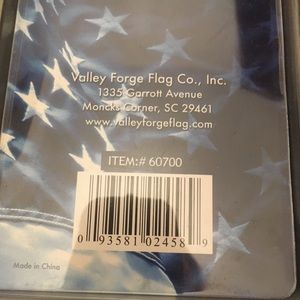 Valley Forge Flag Co., Inc.
1335 Garrott Avenue
Moncks Corner, SC 29461
www.valleyforgeflag.com
ITEM:# 60700
0 93581 02458 9
Made in China